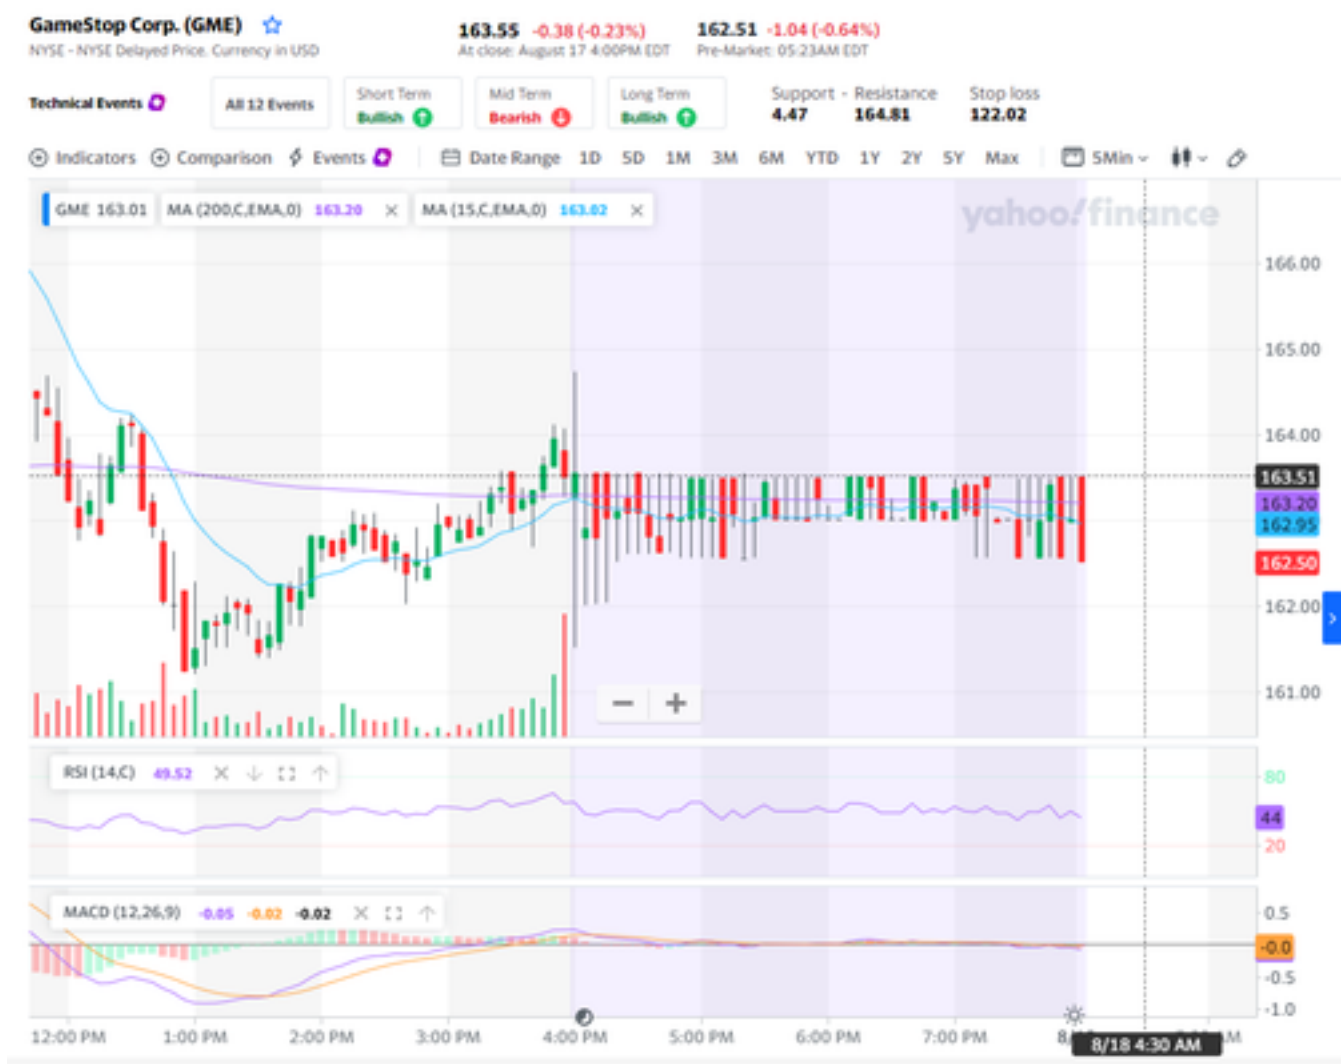 GameStop Corp. (GME)
163.55 -0.38 (-0.23%) 162.51 -1.04 (-0.64%)
NYSE - NYSE Delayed Price. Currency in USD
At close: August 17 4:00PM EDT Pre-Market: 05:23AM EDT
Technical Events
All 12 Events
Short Term
Bullish
Mid Term
Bearish
Long Term
Bullish
Support - Resistance
4.47 164.81
Stop loss
122.02
Indicators Comparison Events Date Range 1D 5D 1M 3M 6M YTD 1Y 2Y 5Y Max 5Min
GME 163.01 MA (200,C,EMA,0) 163.20 MA (15,C,EMA,0) 163.02
yahoo!finance
166.00
165.00
164.00
163.51
163.20
162.95
162.50
162.00
161.00
RSI (14,C) 49.52
80
44
20
MACD (12,26,9) -0.05 -0.02 -0.02
0.5
-0.0
-0.5
-1.0
12:00 PM 1:00 PM 2:00 PM 3:00 PM 4:00 PM 5:00 PM 6:00 PM 7:00 PM
8/18 4:30 AM